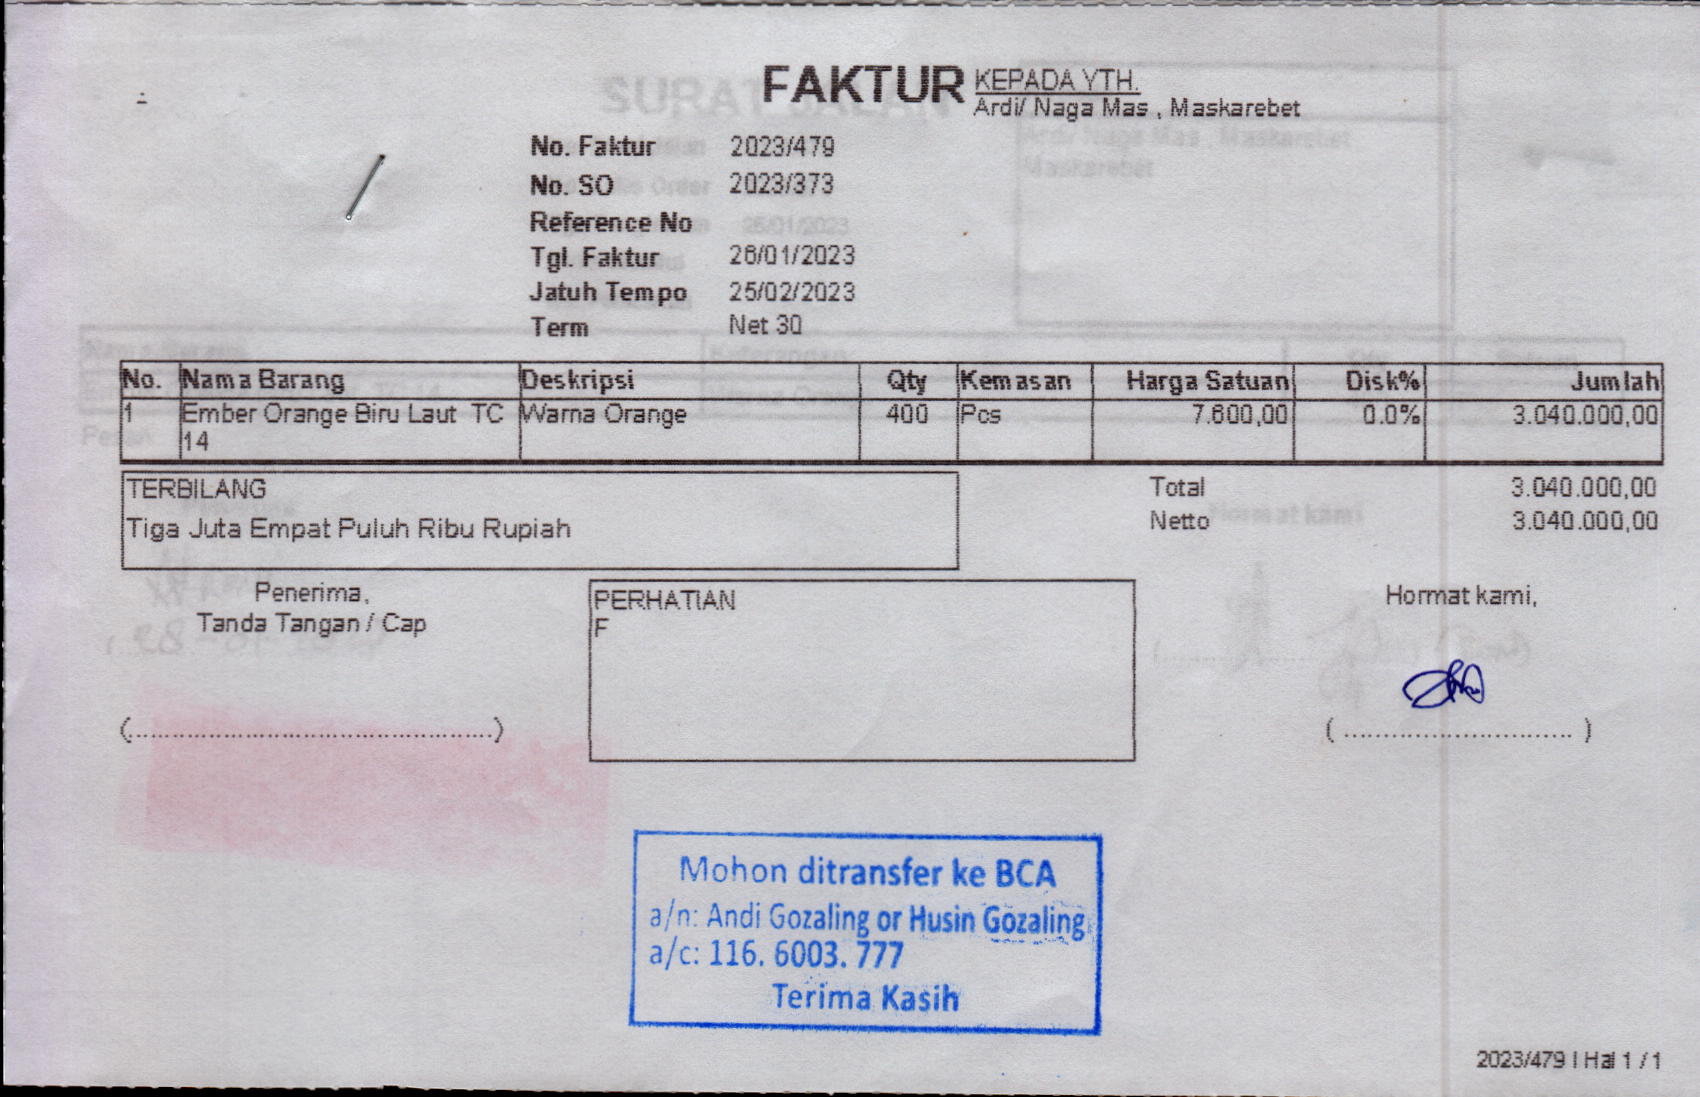 FAKTUR
KEPADA YTH.
Ardi/ Naga Mas , Maskarebet
No. Faktur 2023/479
No. SO 2023/373
Reference No
Tgl. Faktur 26/01/2023
Jatuh Tempo 25/02/2023
Term Net 30
No. Nama Barang Deskripsi Qty Kemasan Harga Satuan Disk% Jumlah
1 Ember Orange Biru Laut TC 14 Warna Orange 400 Pcs 7.600,00 0.0% 3.040.000,00
TERBILANG
Tiga Juta Empat Puluh Ribu Rupiah
Total 3.040.000,00
Netto 3.040.000,00
Penerima,
Tanda Tangan / Cap
(..............................................)
PERHATIAN
F
Hormat kami,
( ............................. )
Mohon ditransfer ke BCA
a/n: Andi Gozaling or Husin Gozaling
a/c: 116. 6003. 777
Terima Kasih
2023/479 | Hal 1 / 1